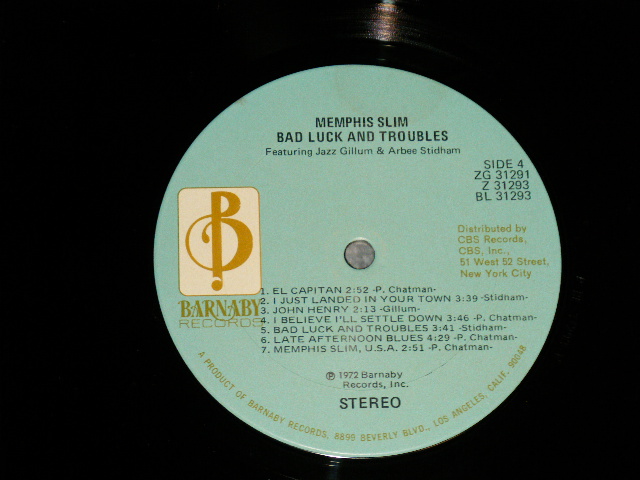 MEMPHIS SLIM
BAD LUCK AND TROUBLES
Featuring Jazz Gillum & Arbee Stidham
SIDE 4
ZG 31291
Z 31293
BL 31293
B
BARNABY
RECORDS
Distributed by
CBS Records,
CBS, Inc.,
51 West 52 Street,
New York City
1. EL CAPITAN 2:52 -P. Chatman-
2. I JUST LANDED IN YOUR TOWN 3:39 -Stidham-
3. JOHN HENRY 2:13 -Gillum-
4. I BELIEVE I'LL SETTLE DOWN 3:46 -P. Chatman-
5. BAD LUCK AND TROUBLES 3:41 -Stidham-
6. LATE AFTERNOON BLUES 4:29 -P. Chatman-
7. MEMPHIS SLIM, U.S.A. 2:51 -P. Chatman-
℗ 1972 Barnaby
Records, Inc.
STEREO
A PRODUCT OF BARNABY RECORDS, 8899 BEVERLY BLVD., LOS ANGELES, CALIF. 90048